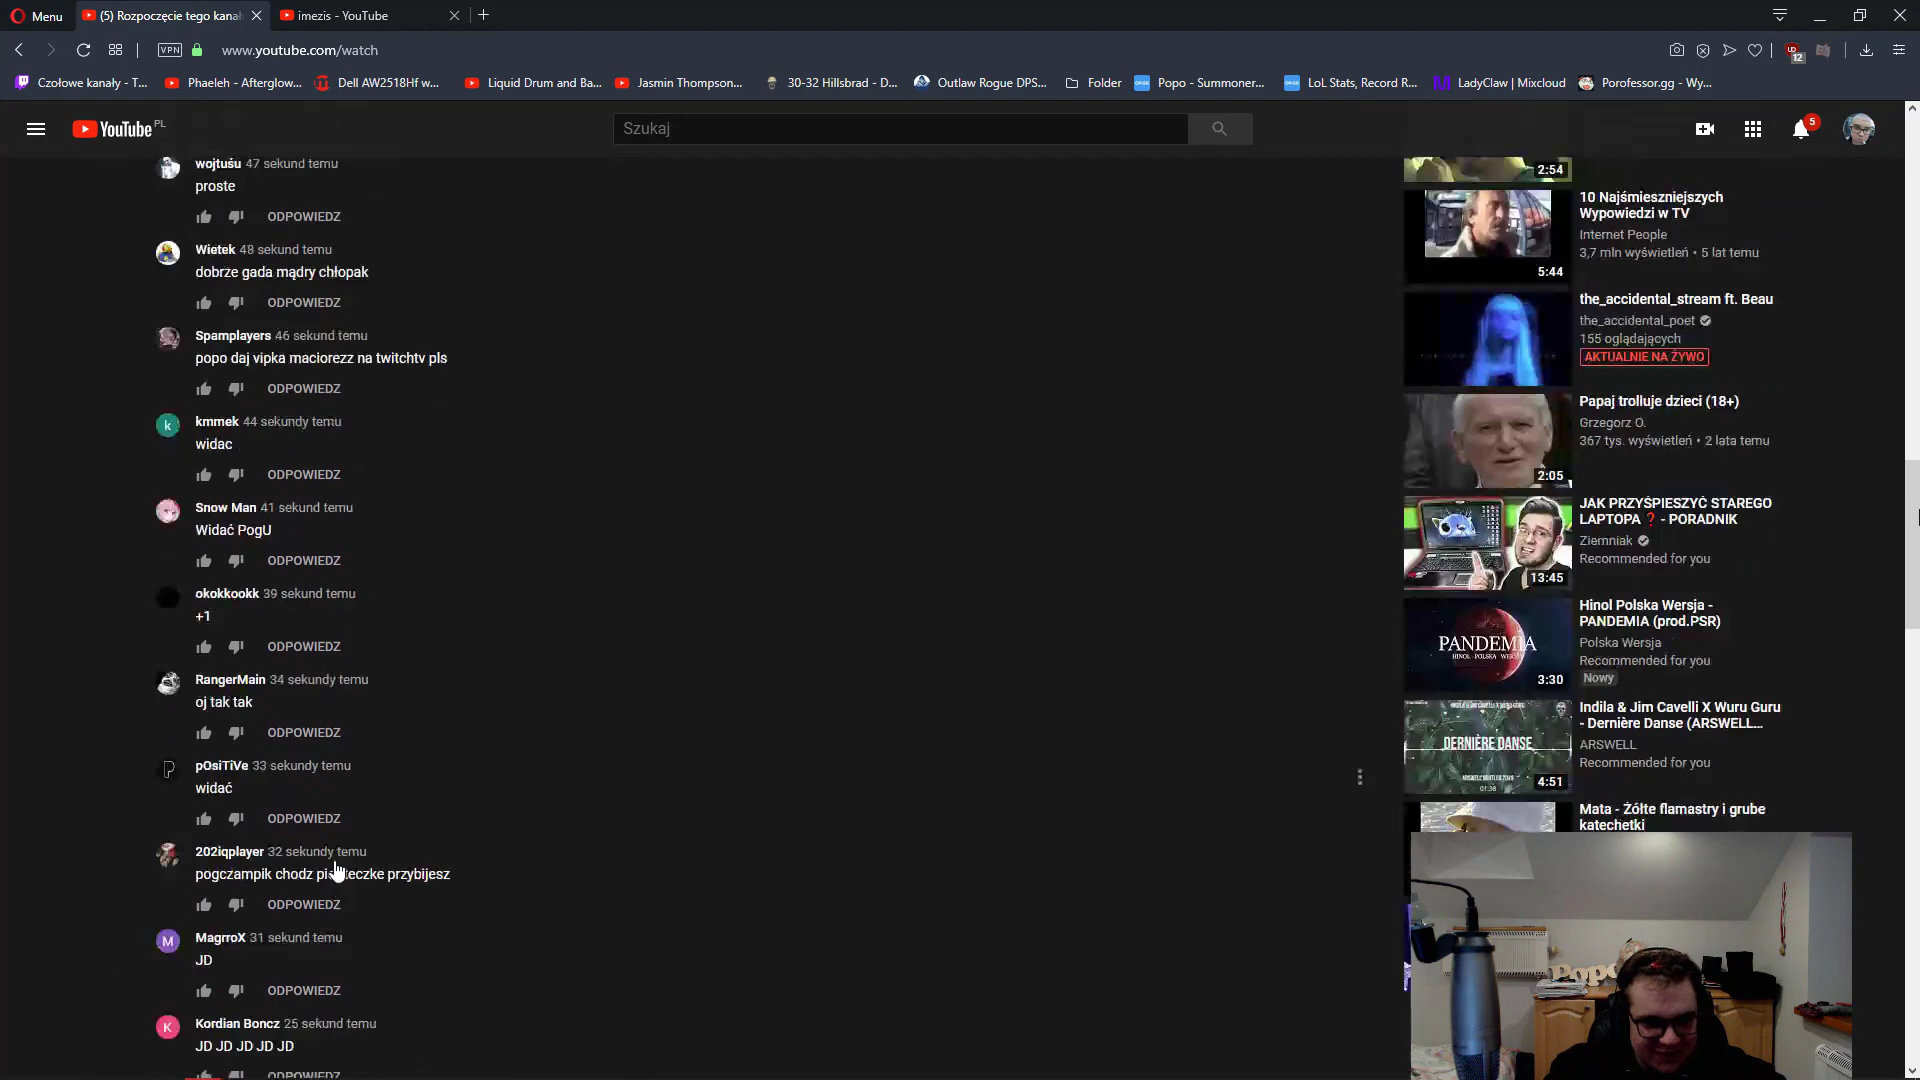 Menu
(5) Rozpoczęcie tego kana
imezis - YouTube
VPN
www.youtube.com/watch
12
Czołowe kanały - T...
Phaeleh - Afterglow...
Dell AW2518Hf w...
Liquid Drum and Ba...
Jasmin Thompson...
30-32 Hillsbrad - D...
Outlaw Rogue DPS...
Folder
Popo - Summoner...
LoL Stats, Record R...
LadyClaw | Mixcloud
Porofessor.gg - Wy...
YouTube PL
Szukaj
5
wojtuśu 47 sekund temu
proste
ODPOWIEDZ
Wietek 48 sekund temu
dobrze gada mądry chłopak
ODPOWIEDZ
Spamplayers 46 sekund temu
popo daj vipka maciorezz na twitchtv pls
ODPOWIEDZ
k
kmmek 44 sekundy temu
widac
ODPOWIEDZ
Snow Man 41 sekund temu
Widać PogU
ODPOWIEDZ
okokkookk 39 sekund temu
+1
ODPOWIEDZ
RangerMain 34 sekundy temu
oj tak tak
ODPOWIEDZ
P
pOsiTiVe 33 sekundy temu
widać
ODPOWIEDZ
202iqplayer 32 sekundy temu
pogczampik chodz przybijesz
ODPOWIEDZ
M
MagrroX 31 sekund temu
JD
ODPOWIEDZ
K
Kordian Boncz 25 sekund temu
JD JD JD JD JD
ODPOWIEDZ
2:54
10 Najśmieszniejszych
Wypowiedzi w TV
Internet People
3,7 mln wyświetleń • 5 lat temu
5:44
the_accidental_stream ft. Beau
the_accidental_poet
155 oglądających
AKTUALNIE NA ŻYWO
Papaj trolluje dzieci (18+)
Grzegorz O.
367 tys. wyświetleń • 2 lata temu
2:05
JAK PRZYŚPIESZYĆ STAREGO
LAPTOPA ❓ - PORADNIK
Ziemniak
Recommended for you
13:45
Hinol Polska Wersja -
PANDEMIA (prod.PSR)
Polska Wersja
Recommended for you
Nowy
PANDEMIA
HINOL POLSKA WERSJA
3:30
Indila & Jim Cavelli X Wuru Guru
- Dernière Danse (ARSWELL...
ARSWELL
Recommended for you
DERNIÈRE DANSE
4:51
Mata - Żółte flamastry i grube
katechetki
Popo